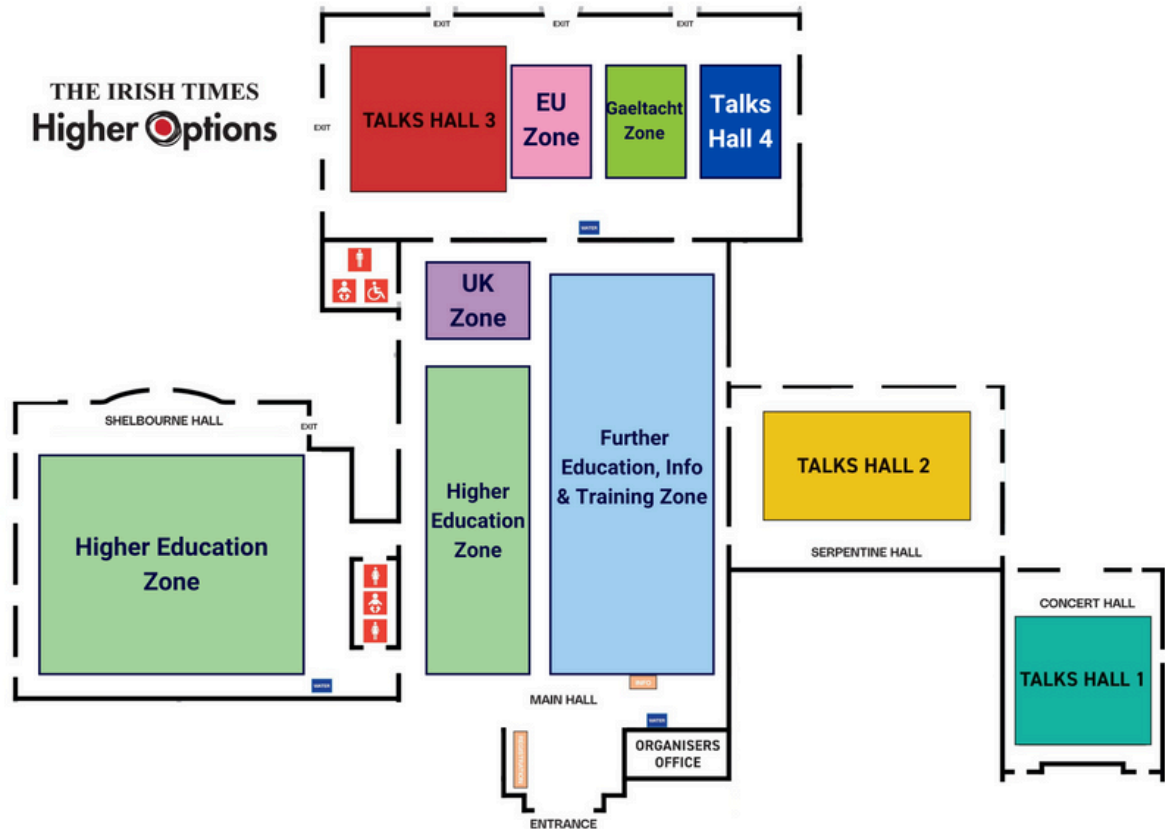 EXIT
EXIT
EXIT
THE IRISH TIMES
Higher Options
TALKS HALL 3
EU
Zone
Gaeltacht
Zone
Talks
Hall 4
EXIT
WATER
UK
Zone
SHELBOURNE HALL
EXIT
Higher Education
Zone
Higher
Education
Zone
Further
Education, Info
& Training Zone
TALKS HALL 2
SERPENTINE HALL
CONCERT HALL
TALKS HALL 1
WATER
INFO
MAIN HALL
WATER
REGISTRATION
ORGANISERS
OFFICE
ENTRANCE